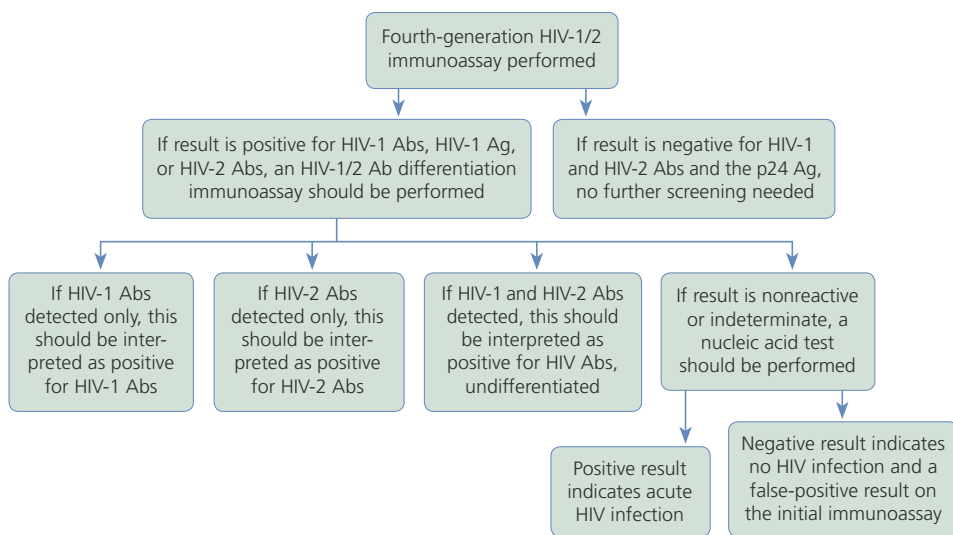 Fourth-generation HIV-1/2
immunoassay performed
If result is positive for HIV-1 Abs, HIV-1 Ag,
or HIV-2 Abs, an HIV-1/2 Ab differentiation
immunoassay should be performed
If result is negative for HIV-1
and HIV-2 Abs and the p24 Ag,
no further screening needed
If HIV-1 Abs
detected only, this
should be inter-
preted as positive
for HIV-1 Abs
If HIV-2 Abs
detected only, this
should be inter-
preted as positive
for HIV-2 Abs
If HIV-1 and HIV-2 Abs
detected, this should
be interpreted as
positive for HIV Abs,
undifferentiated
If result is nonreactive
or indeterminate, a
nucleic acid test
should be performed
Positive result
indicates acute
HIV infection
Negative result indicates
no HIV infection and a
false-positive result on
the initial immunoassay